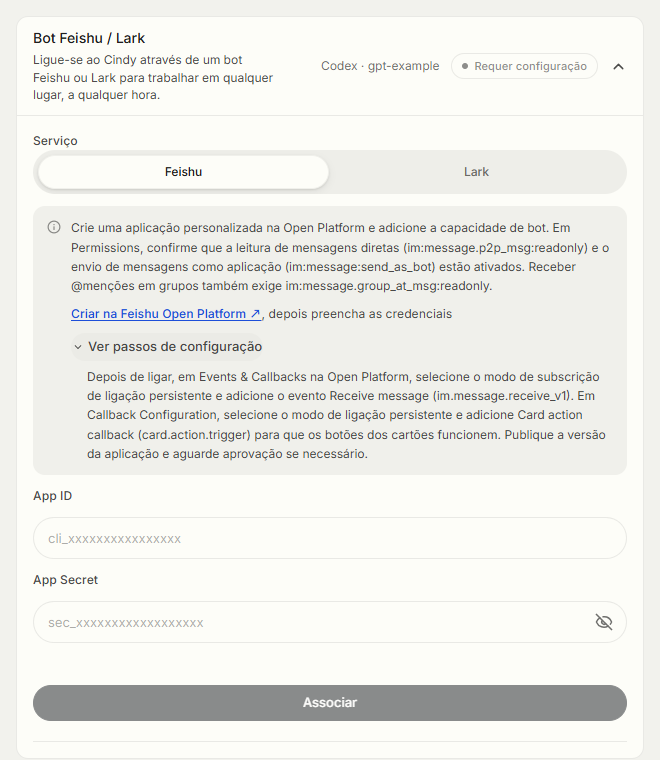 Bot Feishu / Lark
Ligue-se ao Cindy através de um bot
Feishu ou Lark para trabalhar em qualquer
lugar, a qualquer hora.
Codex · gpt-example
Requer configuração
Serviço
Feishu
Lark
Crie uma aplicação personalizada na Open Platform e adicione a capacidade de bot. Em
Permissions, confirme que a leitura de mensagens diretas (im:message.p2p_msg:readonly) e o
envio de mensagens como aplicação (im:message:send_as_bot) estão ativados. Receber
@menções em grupos também exige im:message.group_at_msg:readonly.
Criar na Feishu Open Platform ↗, depois preencha as credenciais
Ver passos de configuração
Depois de ligar, em Events & Callbacks na Open Platform, selecione o modo de subscrição
de ligação persistente e adicione o evento Receive message (im.message.receive_v1). Em
Callback Configuration, selecione o modo de ligação persistente e adicione Card action
callback (card.action.trigger) para que os botões dos cartões funcionem. Publique a versão
da aplicação e aguarde aprovação se necessário.
App ID
cli_xxxxxxxxxxxxxxxx
App Secret
sec_xxxxxxxxxxxxxxxxxx
Associar